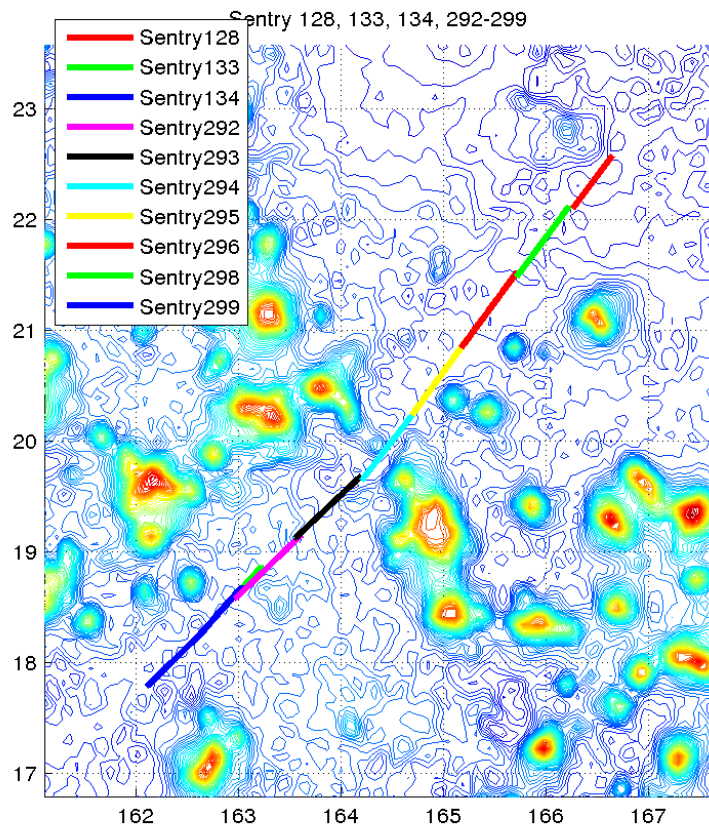 Sentry 128, 133, 134, 292-299
Sentry128
Sentry133
Sentry134
Sentry292
Sentry293
Sentry294
Sentry295
Sentry296
Sentry298
Sentry299
23
22
21
20
19
18
17
162 163 164 165 166 167